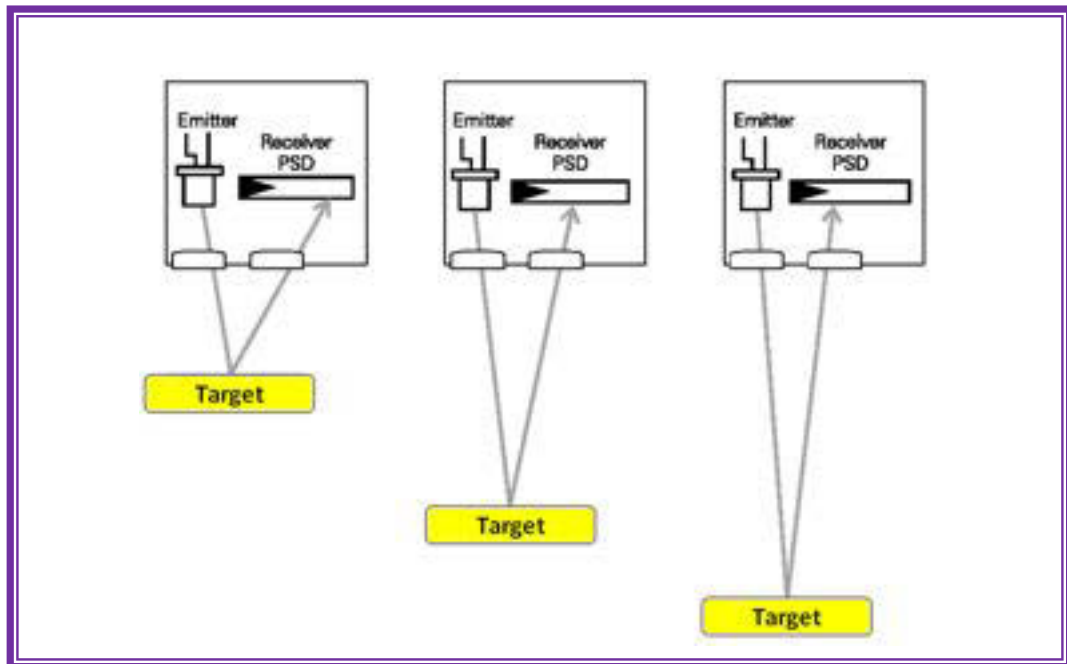 Emitter
Receiver
PSD
Target
Emitter
Receiver
PSD
Target
Emitter
Receiver
PSD
Target